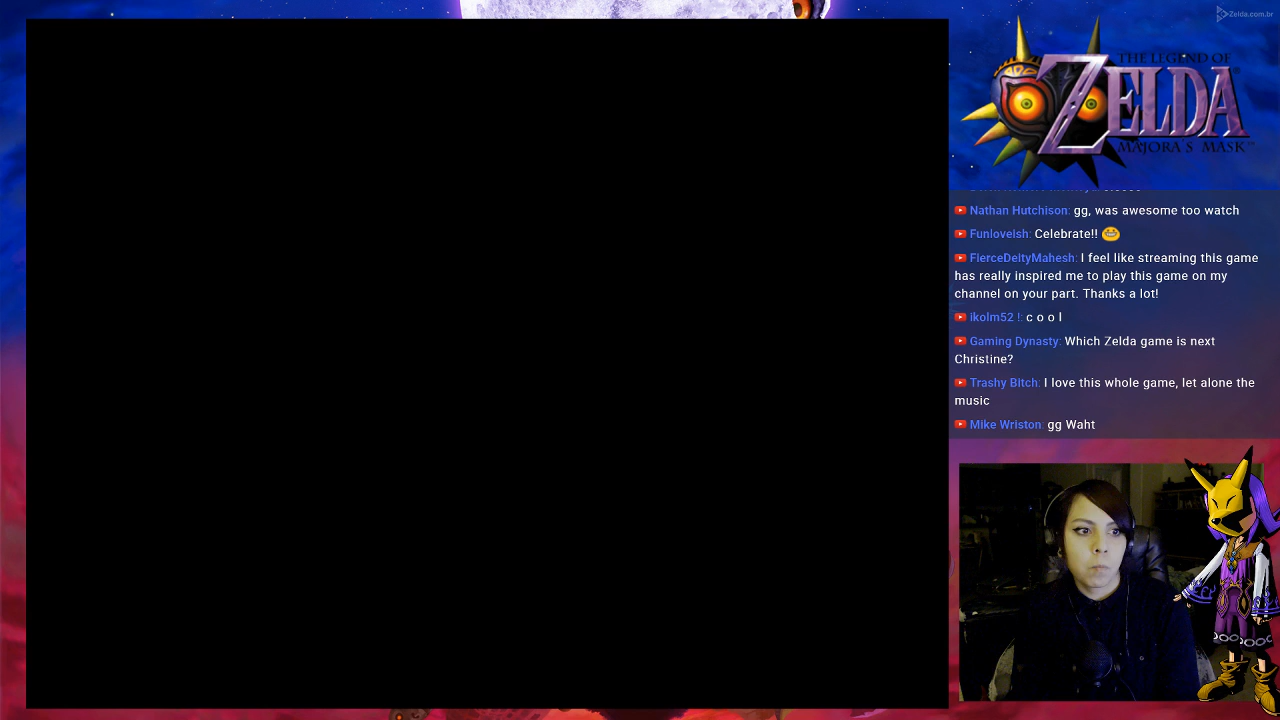 Zelda.com.br
THE LEGEND OF
ZELDA
MAJORA'S MASK™
Nathan Hutchison: gg, was awesome too watch
Funloveish: Celebrate!!
FierceDeityMahesh: I feel like streaming this game
has really inspired me to play this game on my
channel on your part. Thanks a lot!
ikolm52 !: c o o l
Gaming Dynasty: Which Zelda game is next
Christine?
Trashy Bitch: I love this whole game, let alone the
music
Mike Wriston: gg Waht